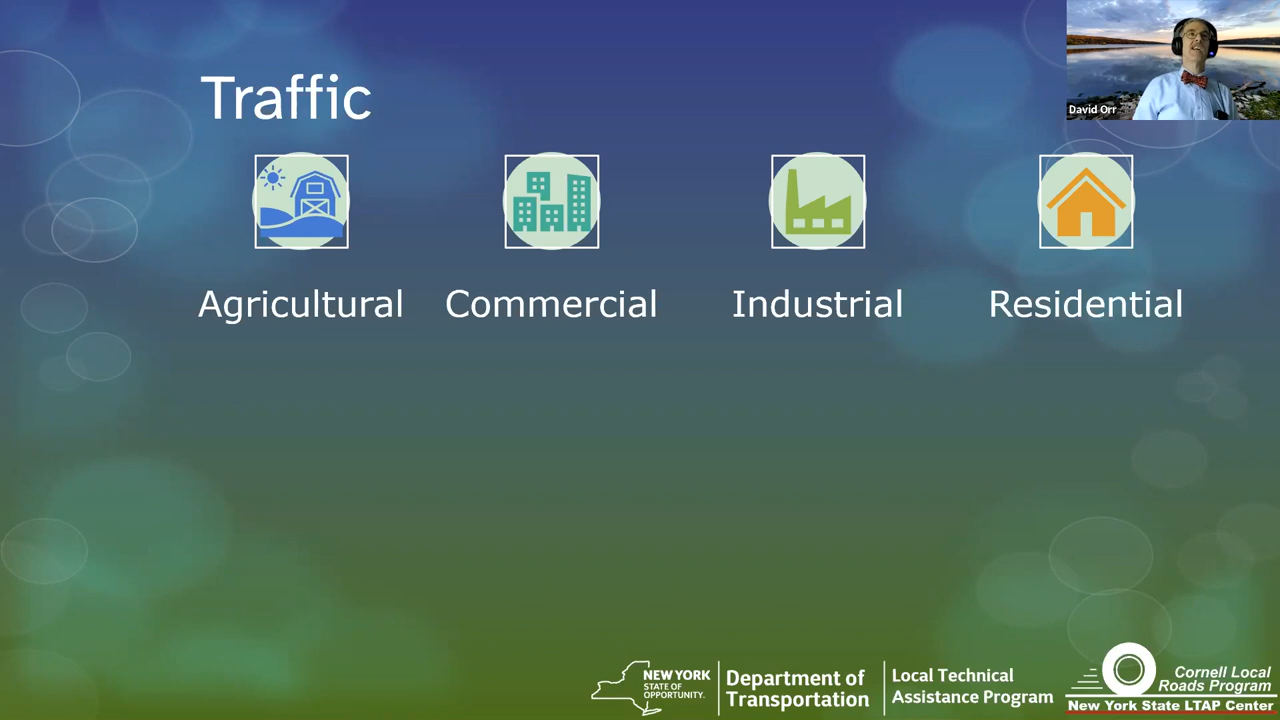 Traffic
David Orr
Agricultural
Commercial
Industrial
Residential
NEW YORK
STATE OF
OPPORTUNITY.
Department of
Transportation
Local Technical
Assistance Program
Cornell Local
Roads Program
New York State LTAP Center